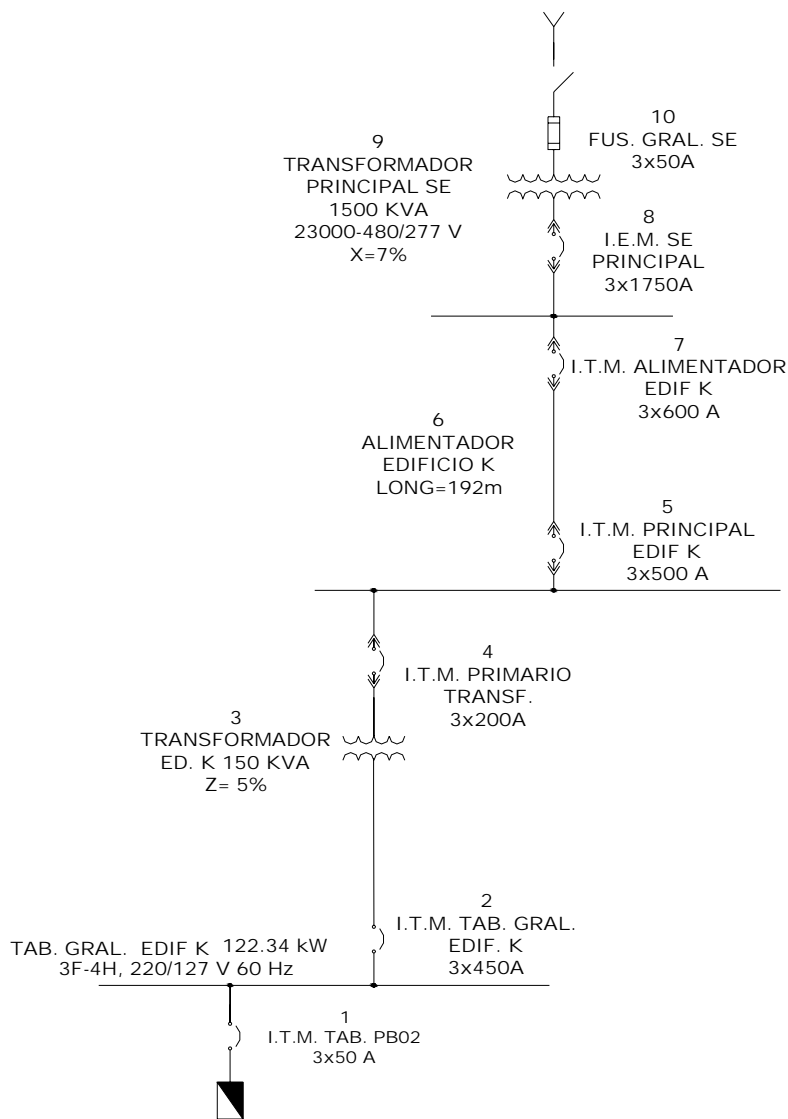 10
FUS. GRAL. SE
3x50A
9
TRANSFORMADOR
PRINCIPAL SE
1500 KVA
23000-480/277 V
X=7%
8
I.E.M. SE
PRINCIPAL
3x1750A
7
I.T.M. ALIMENTADOR
EDIF K
3x600 A
6
ALIMENTADOR
EDIFICIO K
LONG=192m
5
I.T.M. PRINCIPAL
EDIF K
3x500 A
4
I.T.M. PRIMARIO
TRANSF.
3x200A
3
TRANSFORMADOR
ED. K 150 KVA
Z= 5%
2
I.T.M. TAB. GRAL.
EDIF. K
3x450A
TAB. GRAL. EDIF K 122.34 kW
3F-4H, 220/127 V 60 Hz
1
I.T.M. TAB. PB02
3x50 A